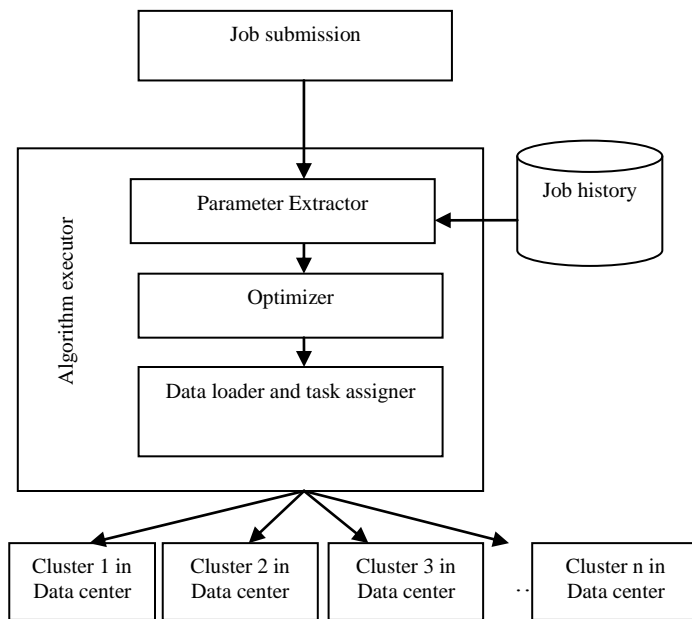 Job submission
Parameter Extractor
Job history
Optimizer
Algorithm executor
Data loader and task assigner
Cluster 1 in
Data center
Cluster 2 in
Data center
Cluster 3 in
Data center
..
Cluster n in
Data center